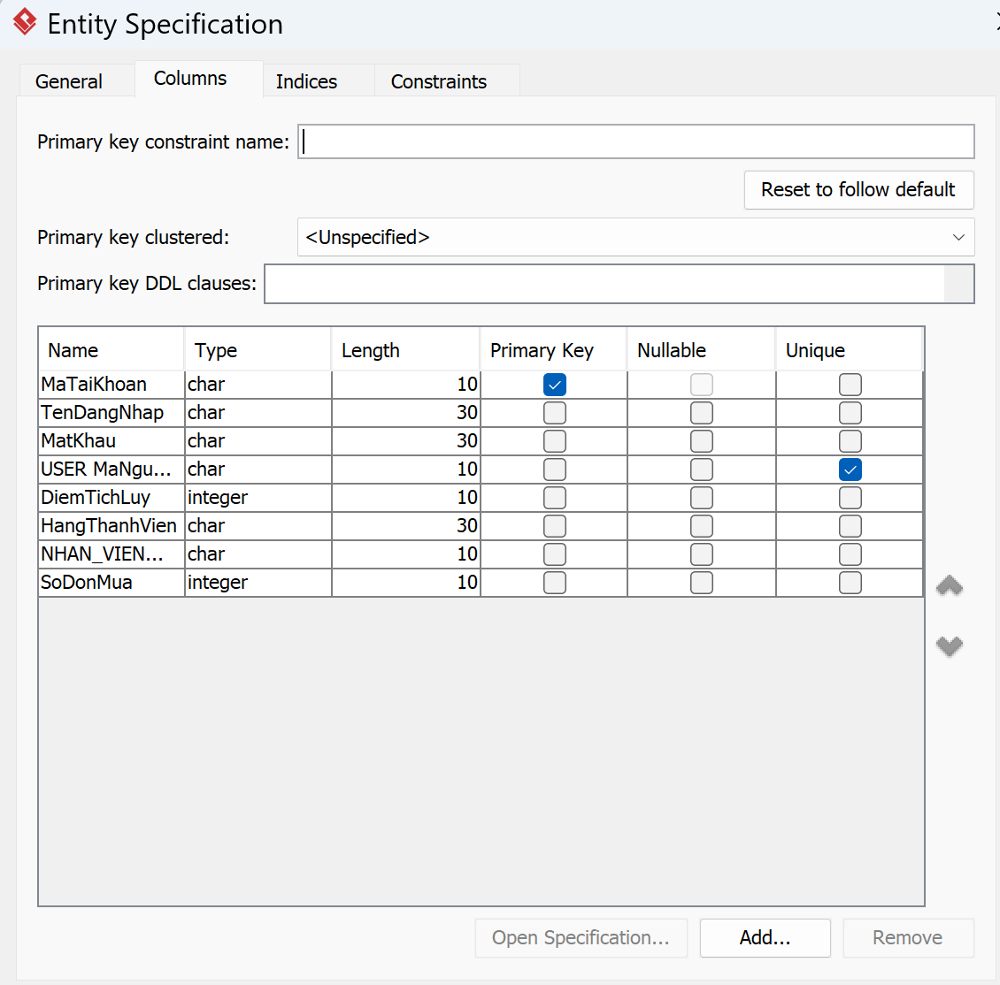 Entity Specification
General Columns Indices Constraints
Primary key constraint name:
Reset to follow default
Primary key clustered: <Unspecified>
Primary key DDL clauses:
Name Type Length Primary Key Nullable Unique
MaTaiKhoan char 10
TenDangNhap char 30
MatKhau char 30
USER MaNgu... char 10
DiemTichLuy integer 10
HangThanhVien char 30
NHAN_VIEN... char 10
SoDonMua integer 10
Open Specification... Add... Remove